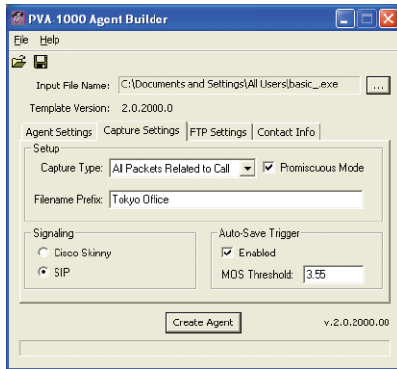 PVA-1000 Agent Builder
File Help
Input File Name: C:\Documents and Settings\All Users\basic_.exe ...
Template Version: 2.0.2000.0
Agent Settings Capture Settings FTP Settings Contact Info
Setup
Capture Type: All Packets Related to Call Promiscuous Mode
Filename Prefix: Tokyo Office
Signaling
Cisco Skinny
SIP
Auto-Save Trigger
Enabled
MOS Threshold: 3.55
Create Agent v.2.0.2000.00